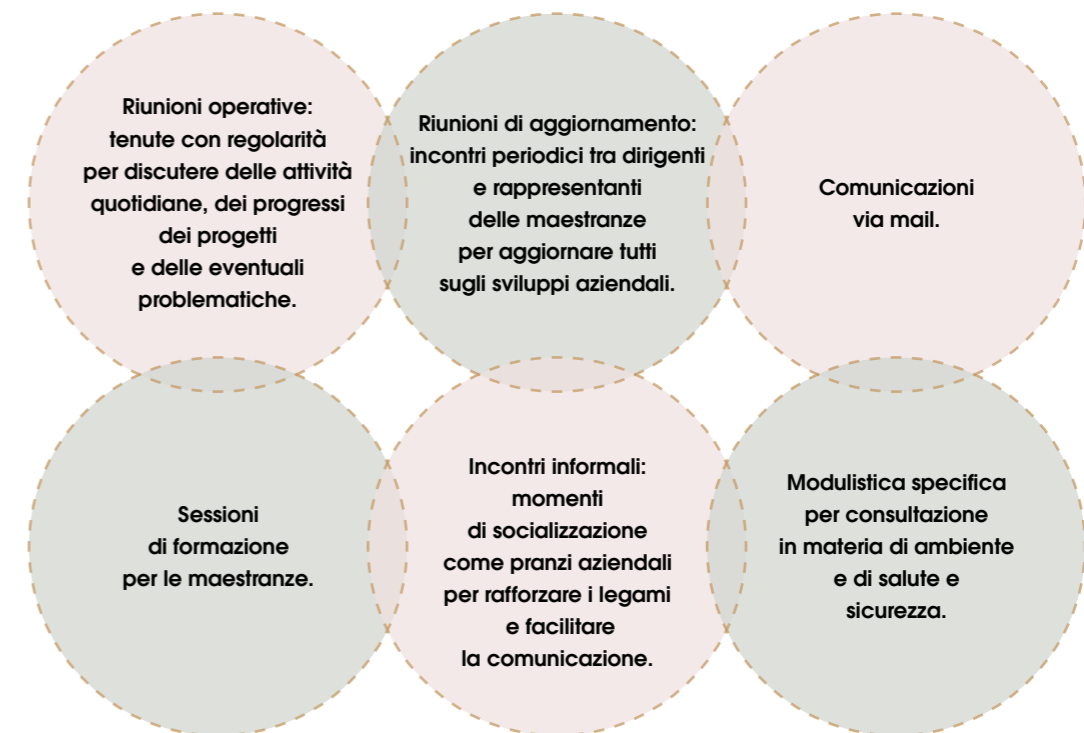 Riunioni operative:
tenute con regolarità
per discutere delle attività
quotidiane, dei progressi
dei progetti
e delle eventuali
problematiche.
Riunioni di aggiornamento:
incontri periodici tra dirigenti
e rappresentanti
delle maestranze
per aggiornare tutti
sugli sviluppi aziendali.
Comunicazioni
via mail.
Sessioni
di formazione
per le maestranze.
Incontri informali:
momenti
di socializzazione
come pranzi aziendali
per rafforzare i legami
e facilitare
la comunicazione.
Modulistica specifica
per consultazione
in materia di ambiente
e di salute e
sicurezza.